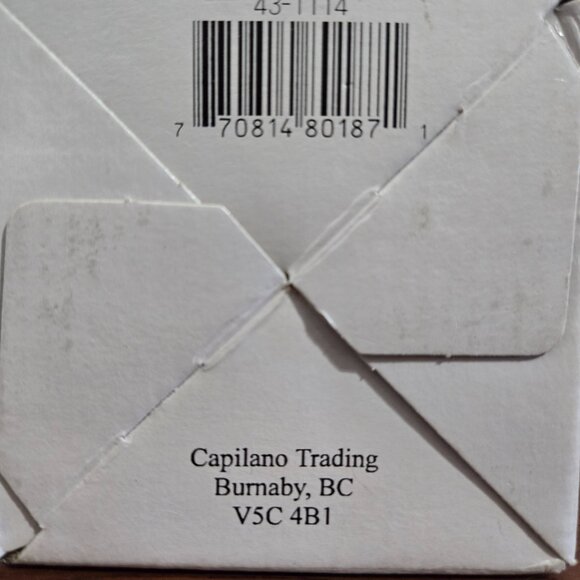 43-1114
7 70814 80187 1
Capilano Trading
Burnaby, BC
V5C 4B1